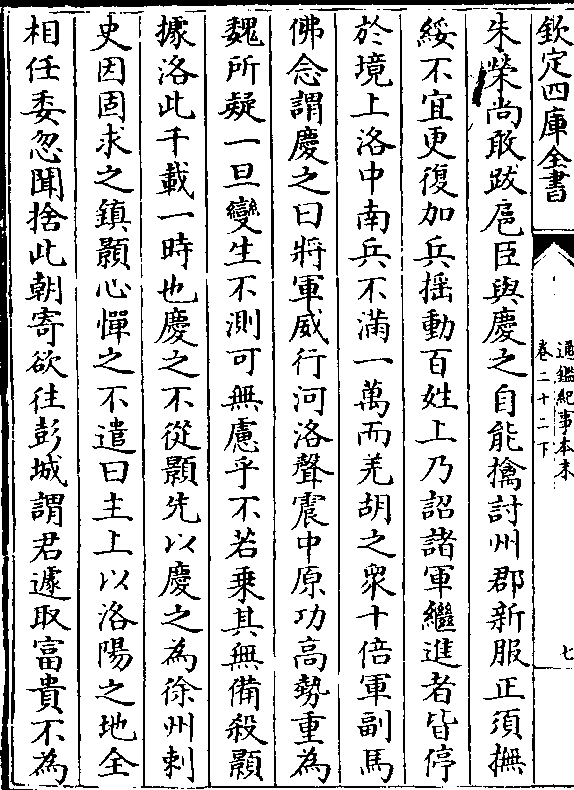 欽定四庫全書
通鑑紀事本末
卷二十二下
七
朱榮尚敢跋扈臣與慶之自能擒討州郡新服正須撫
綏不宜更復加兵揺動百姓上乃詔諸軍繼進者皆停
於境上洛中南兵不滿一萬而羌胡之衆十倍軍副馬
佛念謂慶之曰將軍威行河洛聲震中原功高勢重為
魏所疑一旦變生不測可無慮乎不若乗其無備殺顥
據洛此千載一時也慶之不從顥先以慶之為徐州刺
史因固求之鎮顥心憚之不遣曰主上以洛陽之地全
相任委忽聞捨此朝寄欲往彭城謂君遽取富貴不為